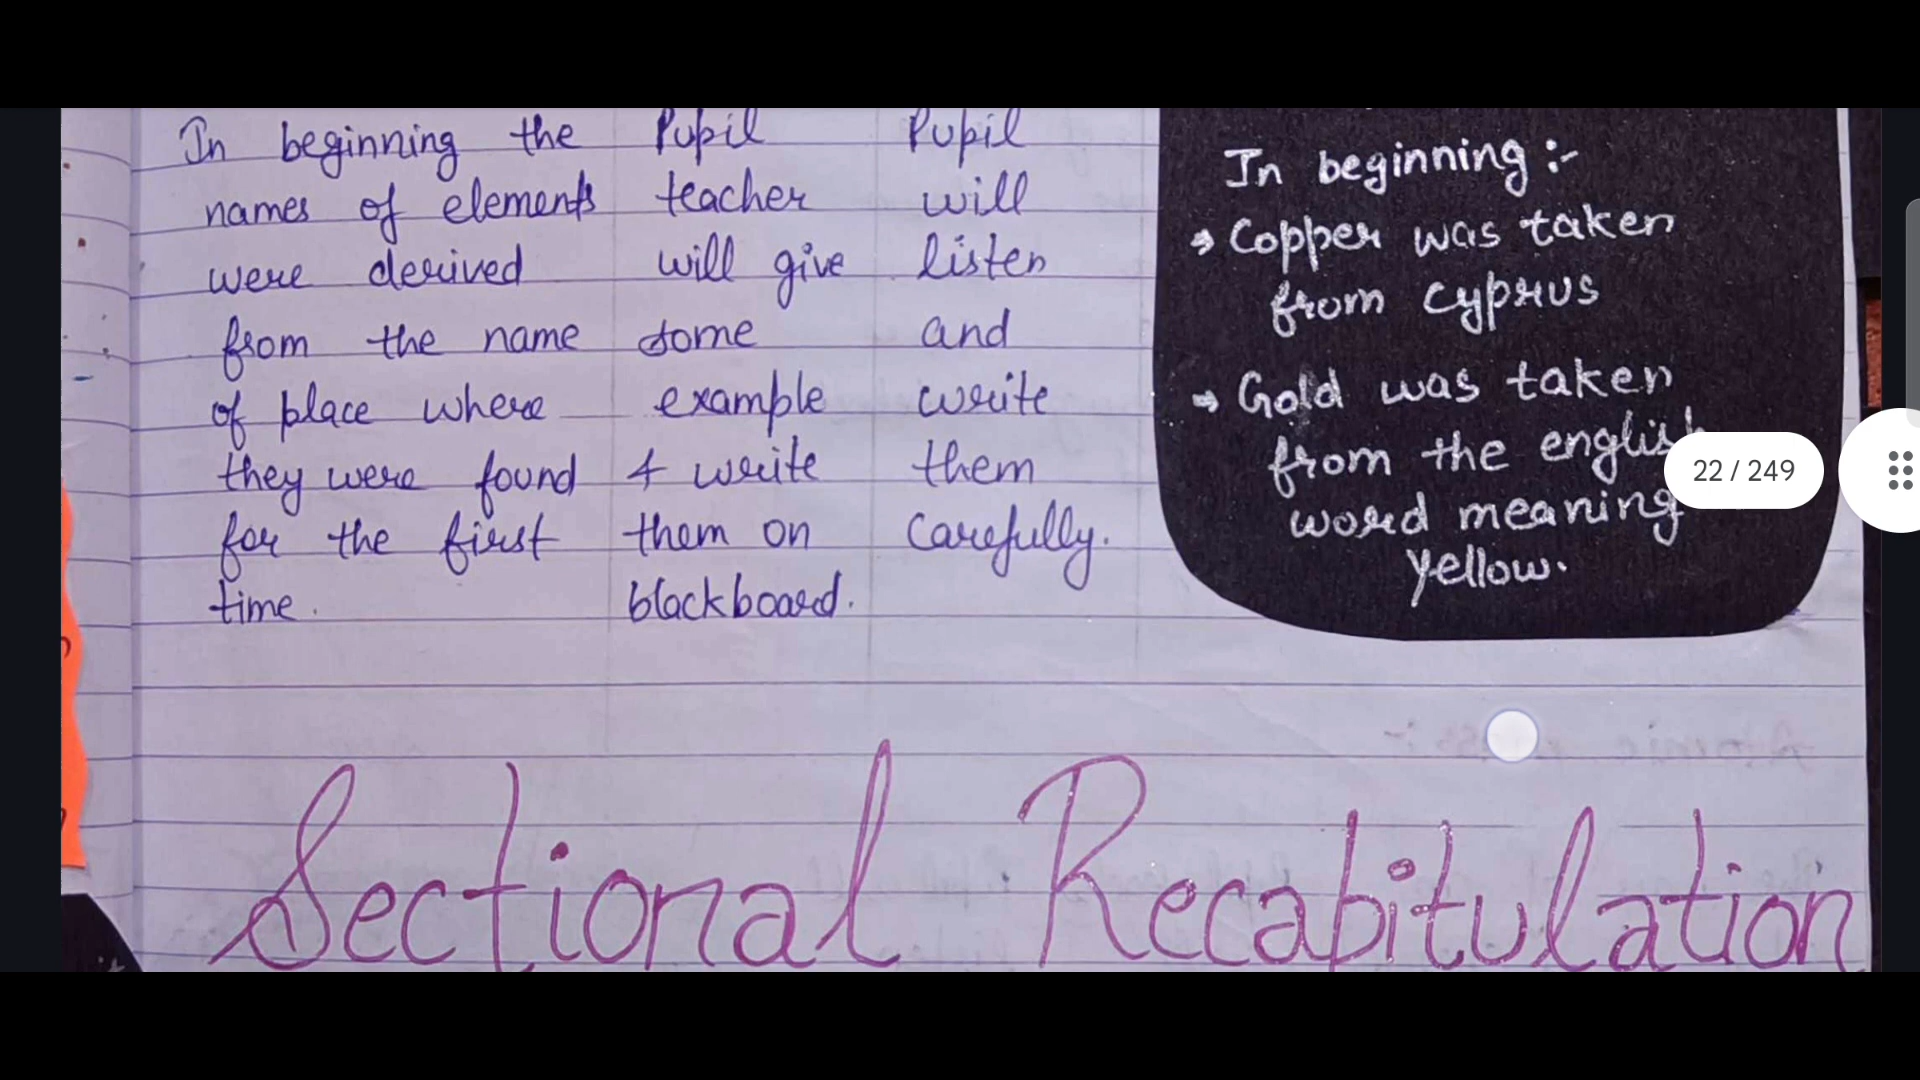 In beginning the
names of elements
were derived
from the name
of place where
they were found
for the first
time.
Pupil
teacher
will give
some
example
& write
them on
blackboard.
Pupil
will
listen
and
write
them
carefully.
In beginning :-
→ Copper was taken
from Cyprus
→ Gold was taken
from the english
word meaning
yellow.
22 / 249
Sectional Recapitulation